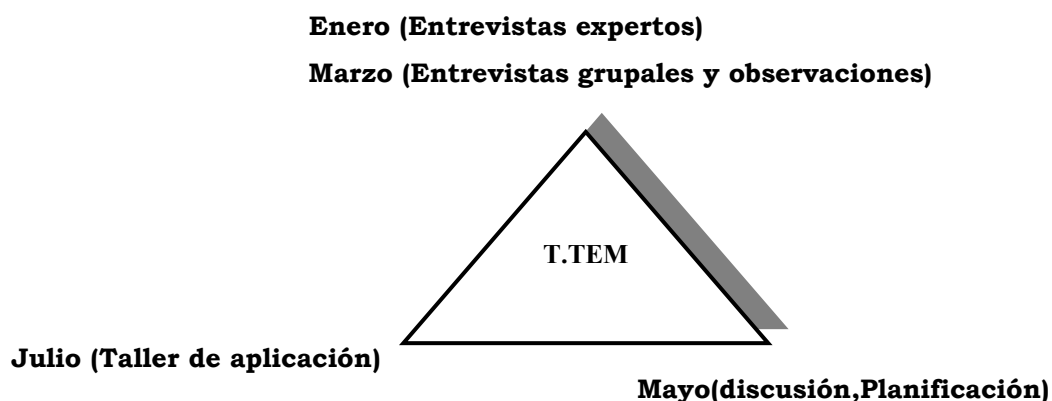 Enero (Entrevistas expertos)
Marzo (Entrevistas grupales y observaciones)
T.TEM
Julio (Taller de aplicación)
Mayo(discusión,Planificación)